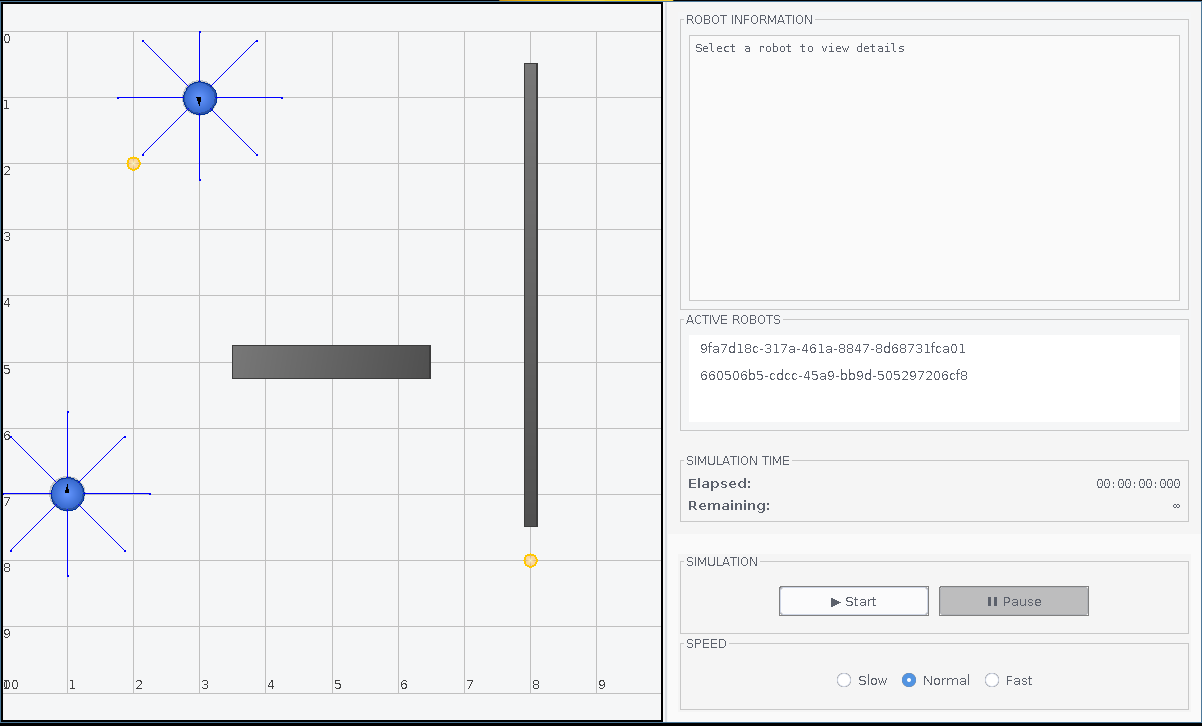 0
1
2
3
4
5
6
7
8
9
0 1 2 3 4 5 6 7 8 9
ROBOT INFORMATION
Select a robot to view details
ACTIVE ROBOTS
9fa7d18c-317a-461a-8847-8d68731fca01
660506b5-cdcc-45a9-bb9d-505297206cf8
SIMULATION TIME
Elapsed: 00:00:00:000
Remaining: ∞
SIMULATION
▶ Start
Pause
SPEED
Slow Normal Fast